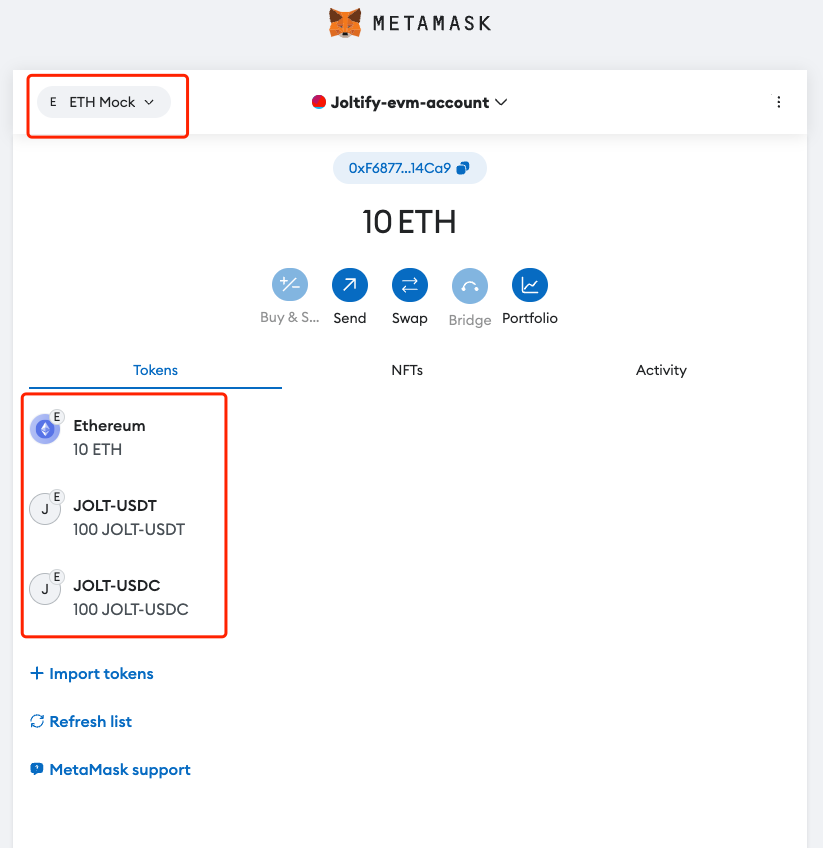 METAMASK
E ETH Mock
Joltify-evm-account
0xF6877...14Ca9
10 ETH
Buy & S... Send Swap Bridge Portfolio
Tokens NFTs Activity
E
Ethereum
10 ETH
J E
JOLT-USDT
100 JOLT-USDT
J E
JOLT-USDC
100 JOLT-USDC
+ Import tokens
Refresh list
MetaMask support